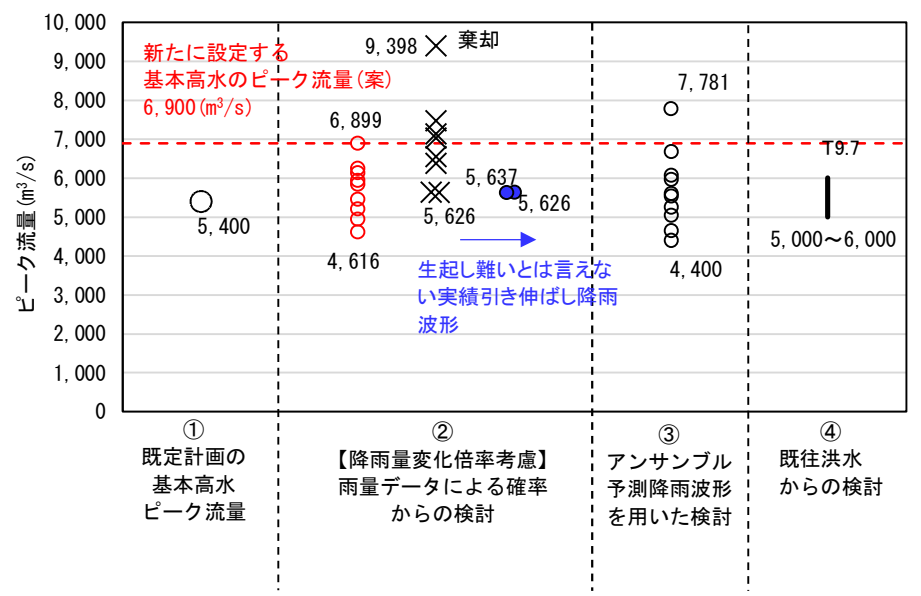 ピーク流量(m³/s)
10,000
9,000
8,000
7,000
6,000
5,000
4,000
3,000
2,000
1,000
0
新たに設定する
基本高水のピーク流量(案)
6,900(m³/s)
5,400
9,398
棄却
6,899
4,616
5,626
5,637
5,626
生起し難いとは言えな
い実績引き伸ばし降雨
波形
7,781
4,400
T9.7
5,000～6,000
①
既定計画の
基本高水
ピーク流量
②
【降雨量変化倍率考慮】
雨量データによる確率
からの検討
③
アンサンブル
予測降雨波形
を用いた検討
④
既往洪水
からの検討